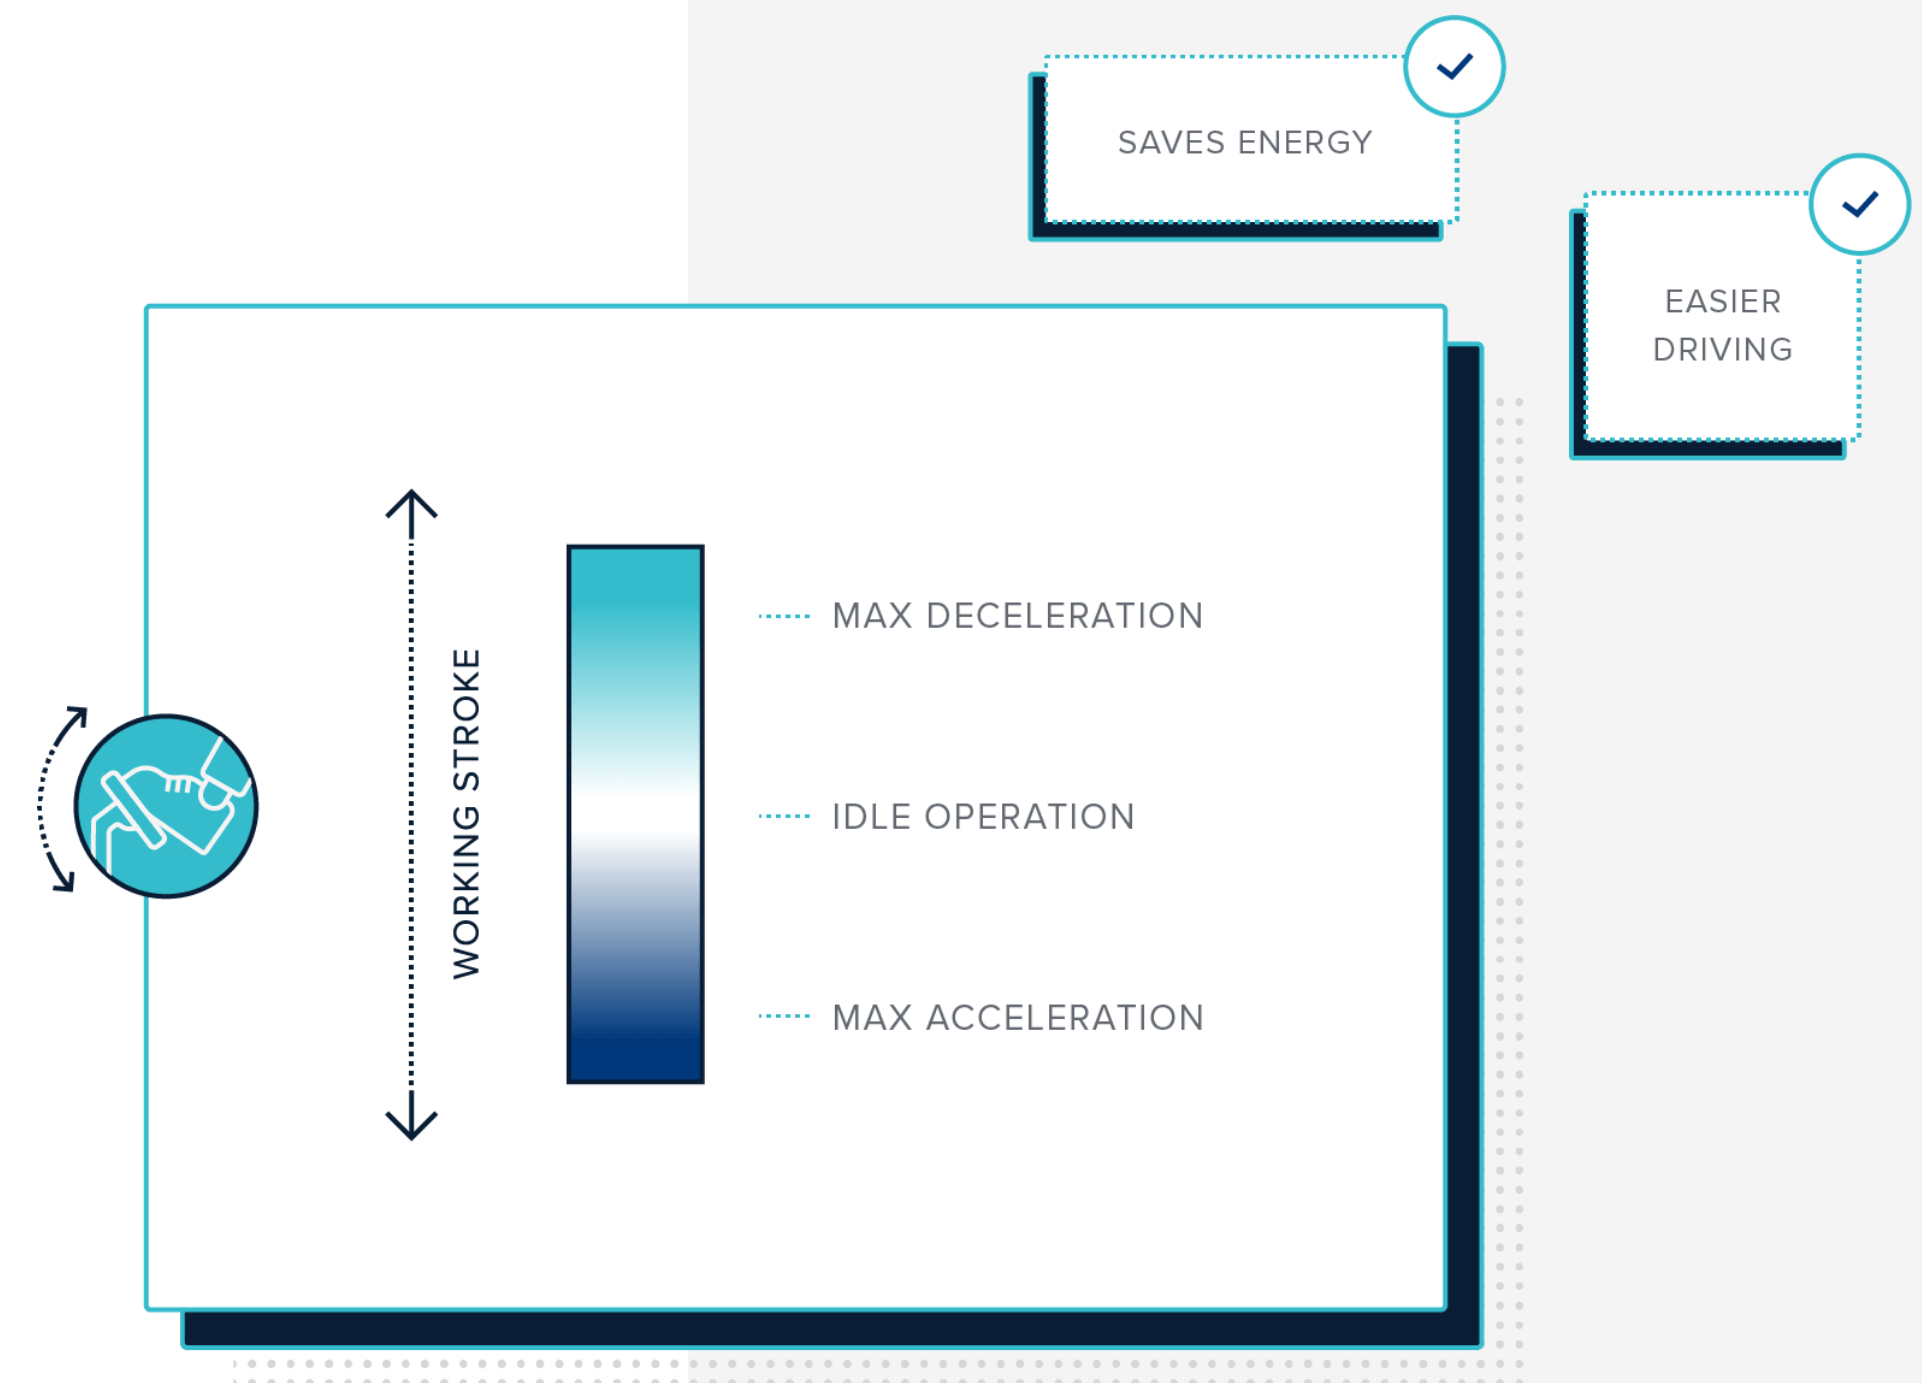 SAVES ENERGY
EASIER
DRIVING
WORKING STROKE
MAX DECELERATION
IDLE OPERATION
MAX ACCELERATION